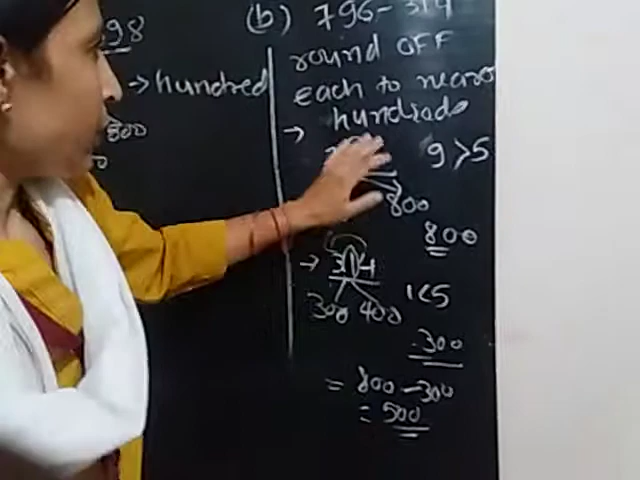 98
→ hundred
800
0
(b) 796 - 314
round OFF
each to neares
hundreds
→
9 > 5
800
800
→ 314
1 < 5
300 400
300
= 800 - 300
= 500